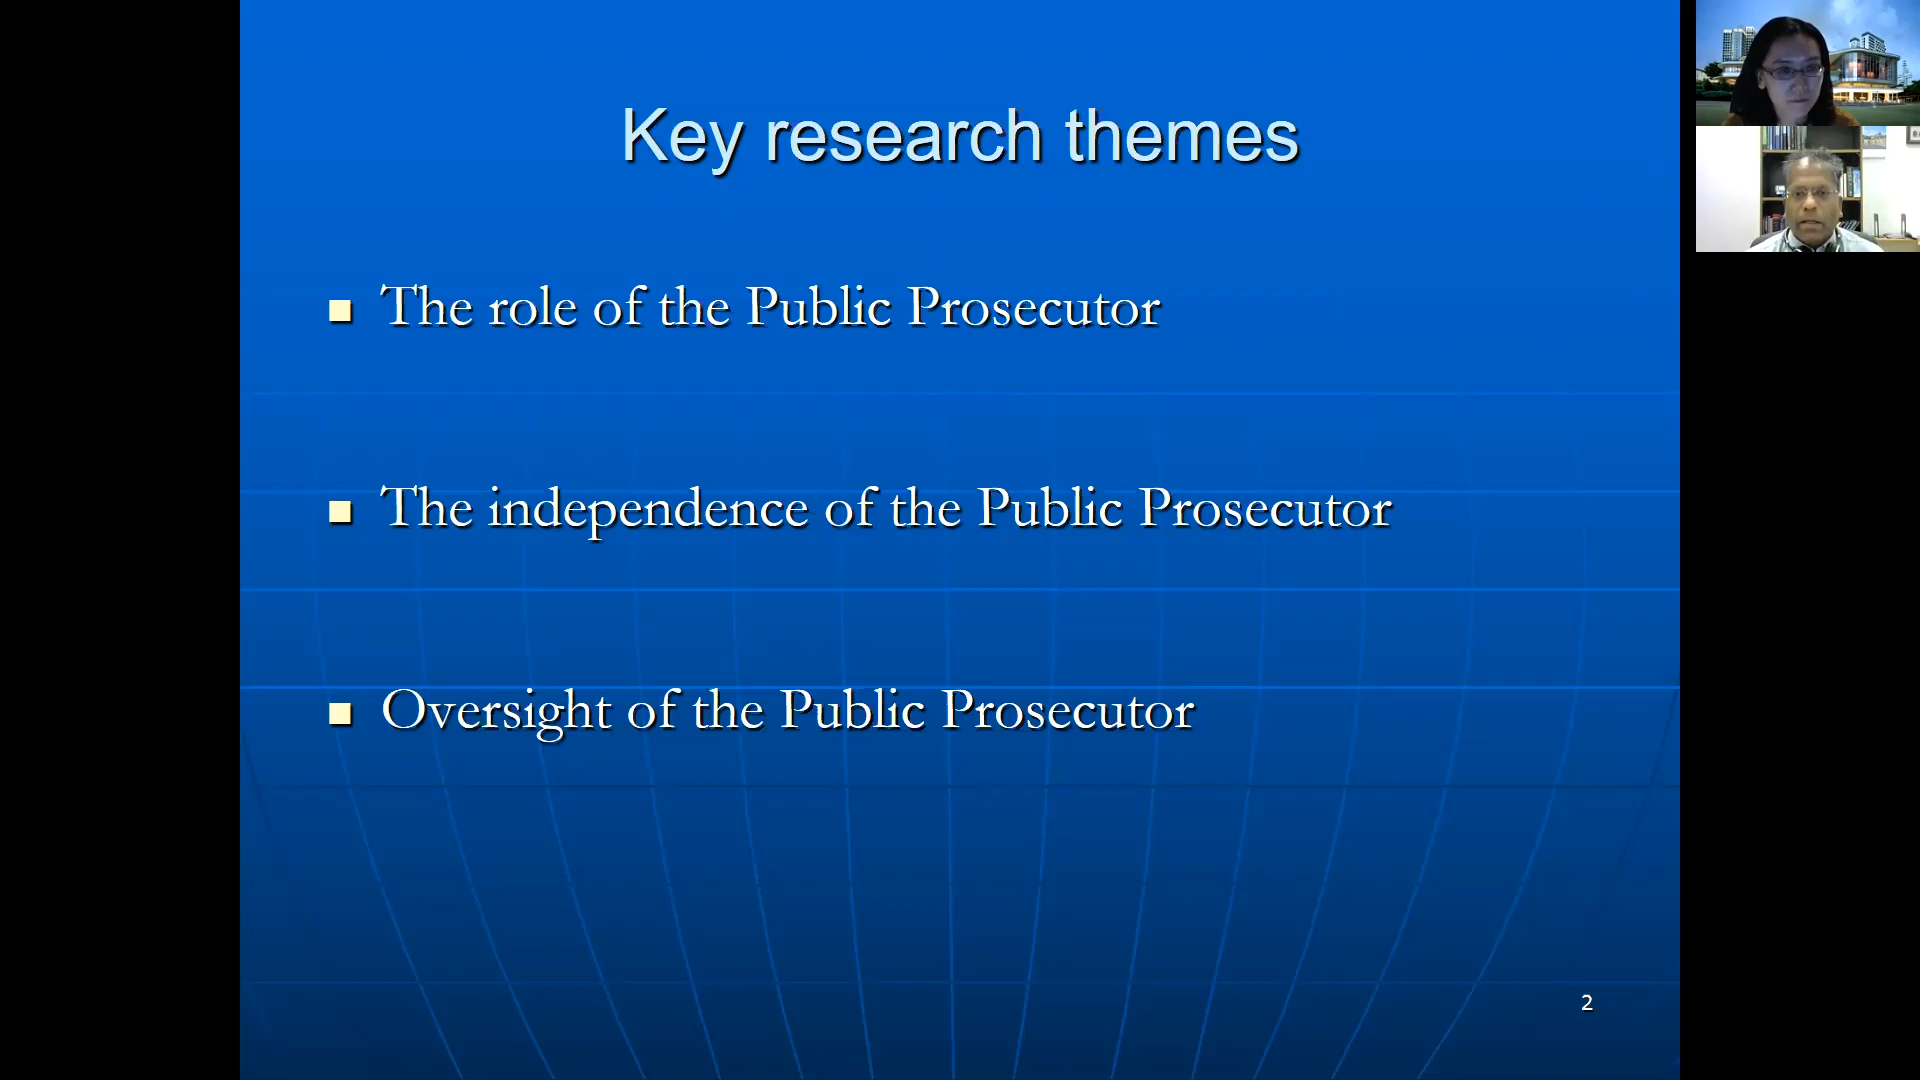 Key research themes
The role of the Public Prosecutor
The independence of the Public Prosecutor
Oversight of the Public Prosecutor
2